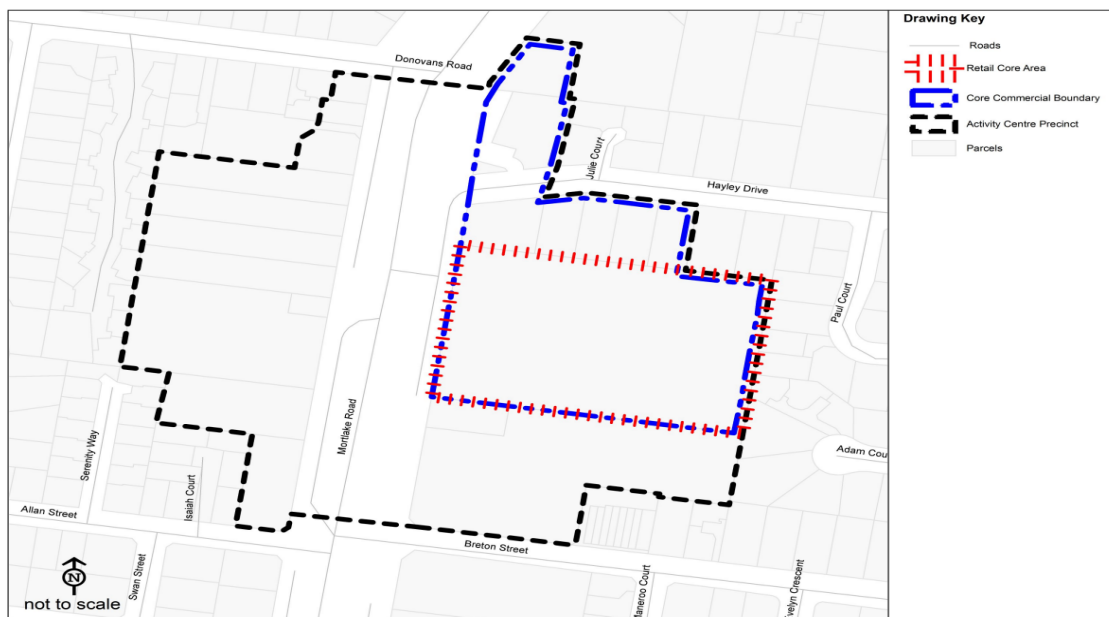 Drawing Key
Roads
Retail Core Area
Core Commercial Boundary
Activity Centre Precinct
Parcels
Donovans Road
Julie Court
Hayley Drive
Paul Court
Mortlake Road
Adam Cou
Serenity Way
Isaiah Court
Allan Street
Breton Street
Swan Street
Maneroo Court
velyn Crescent
N
not to scale